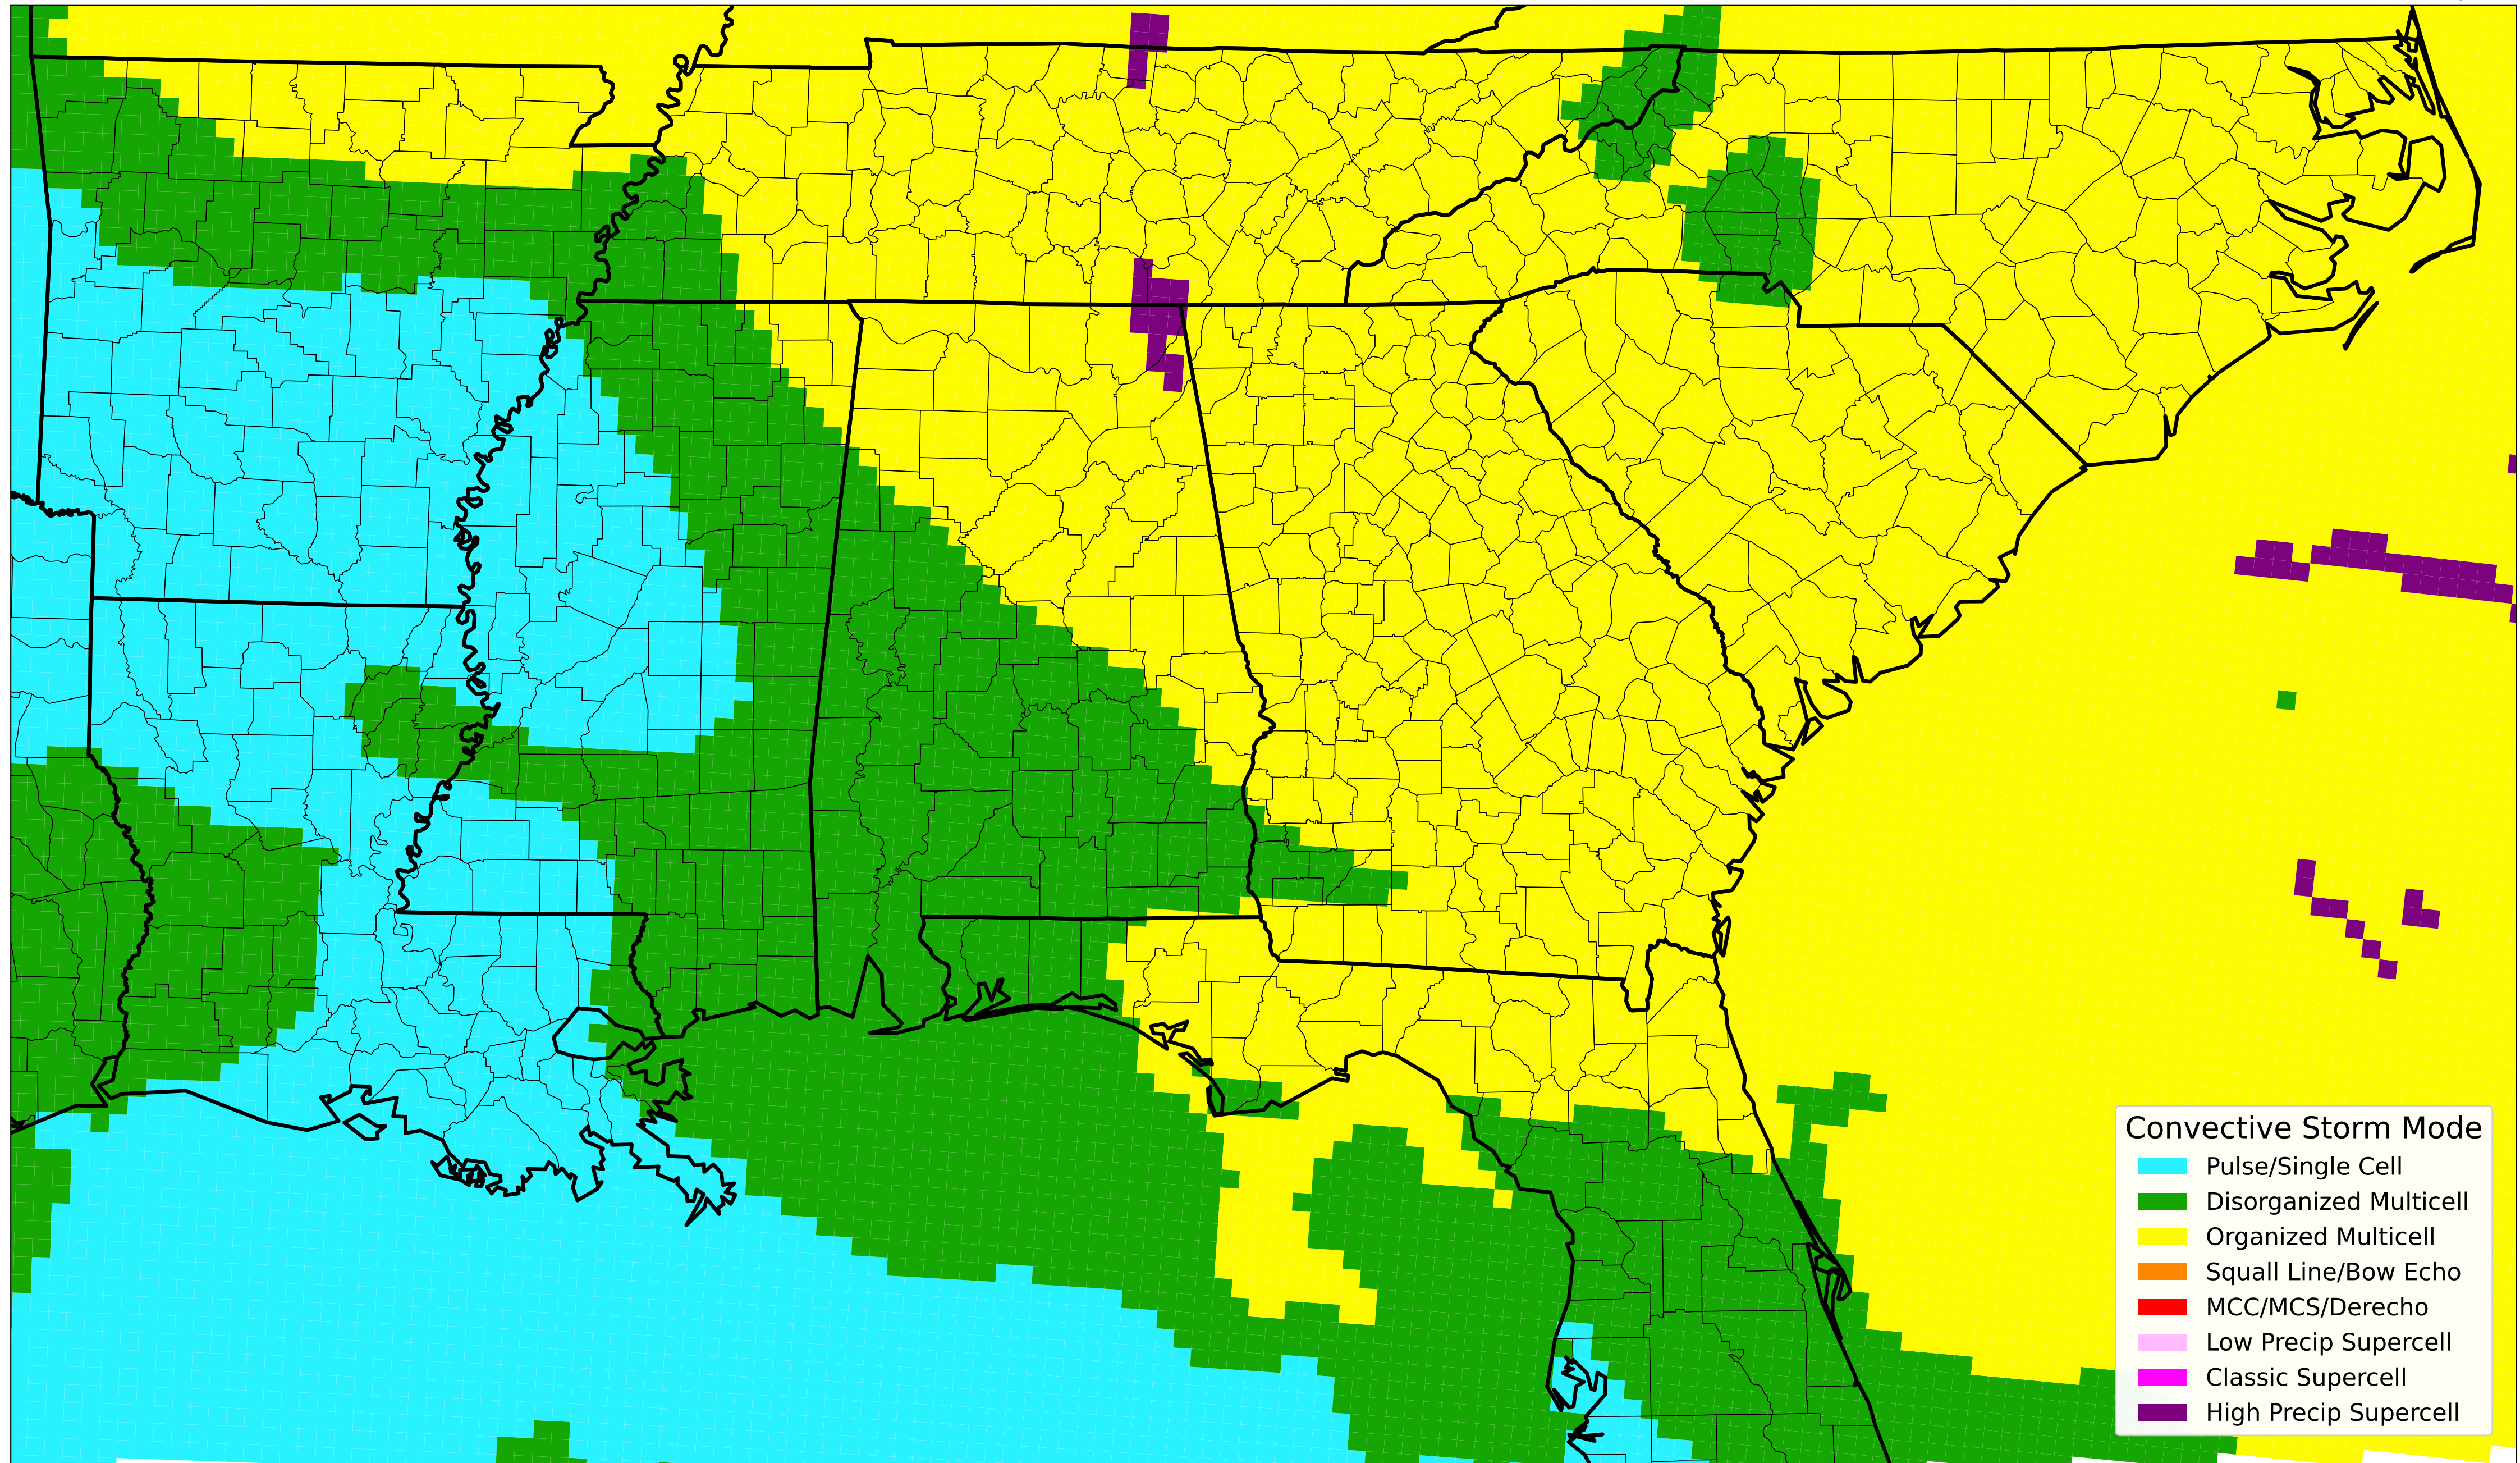 Convective Storm Mode
Pulse/Single Cell
Disorganized Multicell
Organized Multicell
Squall Line/Bow Echo
MCC/MCS/Derecho
Low Precip Supercell
Classic Supercell
High Precip Supercell